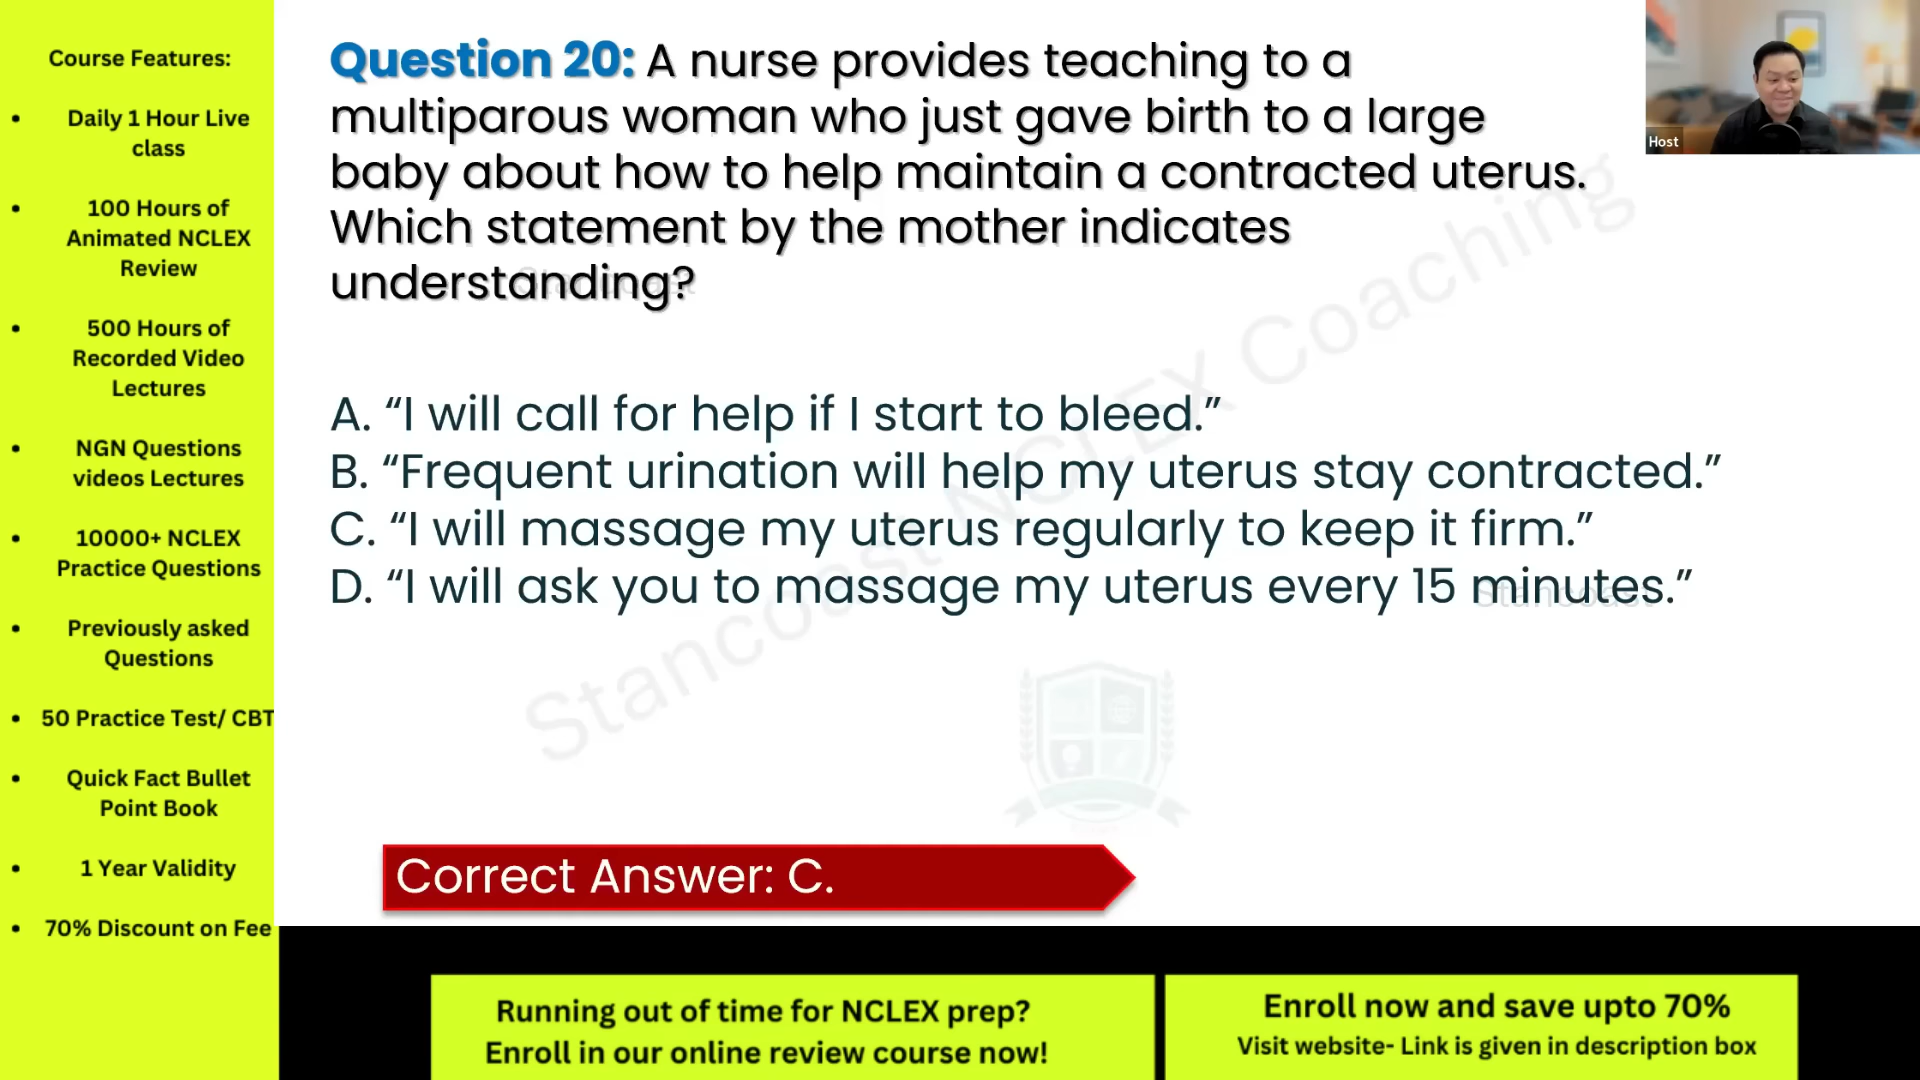 Course Features:
• Daily 1 Hour Live
class
• 100 Hours of
Animated NCLEX
Review
• 500 Hours of
Recorded Video
Lectures
• NGN Questions
videos Lectures
• 10000+ NCLEX
Practice Questions
• Previously asked
Questions
• 50 Practice Test/ CBT
• Quick Fact Bullet
Point Book
• 1 Year Validity
• 70% Discount on Fee
Question 20: A nurse provides teaching to a
multiparous woman who just gave birth to a large
baby about how to help maintain a contracted uterus.
Which statement by the mother indicates
understanding?
A. “I will call for help if I start to bleed.”
B. “Frequent urination will help my uterus stay contracted.”
C. “I will massage my uterus regularly to keep it firm.”
D. “I will ask you to massage my uterus every 15 minutes.”
Stancoast NCLEX Coaching
Stancoast
Stancoast
Correct Answer: C.
Host
Running out of time for NCLEX prep?
Enroll in our online review course now!
Enroll now and save upto 70%
Visit website- Link is given in description box